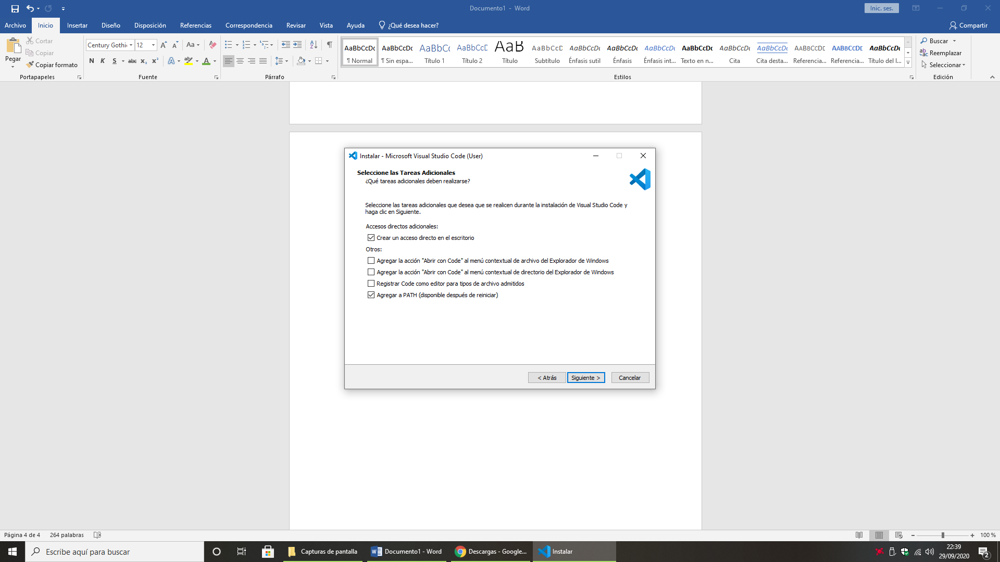 Documento1 - Word
Inic. ses.
Archivo Inicio Insertar Diseño Disposición Referencias Correspondencia Revisar Vista Ayuda ¿Qué desea hacer? Compartir
Pegar
Cortar
Copiar
Copiar formato
Portapapeles
Century Gothi 12
Aa
N K S abc x₂ x²
Fuente
Párrafo
AaBbCcDc AaBbCcDc AaBbC( AaBbCcD AaB AaBbCcD AaBbCcDc AaBbCcDc AaBbCcDc AaBbCcDc AaBbCcDc AaBbCcDc AABBCCDD AABBCCDD AaBbCcDc
¶ Normal ¶ Sin espa... Título 1 Título 2 Título Subtítulo Énfasis sutil Énfasis Énfasis int... Texto en n... Cita Cita desta... Referencia... Referencia... Título del l...
Estilos
Buscar
Reemplazar
Seleccionar
Edición
Instalar - Microsoft Visual Studio Code (User)
Seleccione las Tareas Adicionales
¿Qué tareas adicionales deben realizarse?
Seleccione las tareas adicionales que desea que se realicen durante la instalación de Visual Studio Code y
haga clic en Siguiente.
Accesos directos adicionales:
Crear un acceso directo en el escritorio
Otros:
Agregar la acción "Abrir con Code" al menú contextual de archivo del Explorador de Windows
Agregar la acción "Abrir con Code" al menú contextual de directorio del Explorador de Windows
Registrar Code como editor para tipos de archivo admitidos
Agregar a PATH (disponible después de reiniciar)
< Atrás Siguiente > Cancelar
Página 4 de 4 264 palabras 100 %
Escribe aquí para buscar
Capturas de pantalla
Documento1 - Word
Descargas - Google...
Instalar
22:39
29/09/2020
2